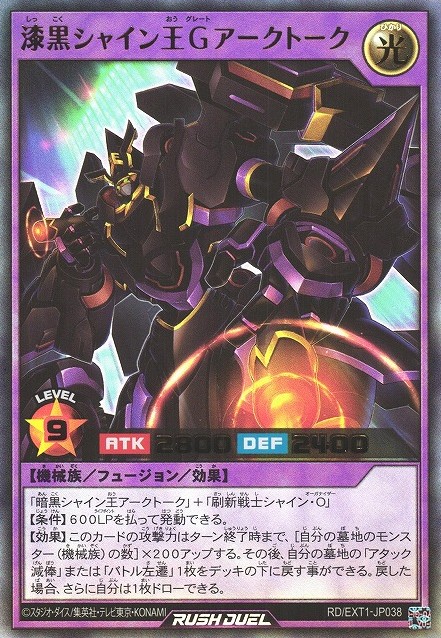 漆黒シャイン王Gアークトーク
光
LEVEL
9
ATK 2800 DEF 2400
【機械族／フュージョン／効果】
「暗黒シャイン王アークトーク」＋「刷新戦士シャイン・O」
【条件】600LPを払って発動できる。
【効果】このカードの攻撃力はターン終了時まで、［自分の墓地のモンスター（機械族）の数］×200アップする。その後、自分の墓地の「アタック
減俸」または「バトル左遷」1枚をデッキの下に戻す事ができる。戻した
場合、さらに自分は1枚ドローできる。
©スタジオ・ダイス/集英社・テレビ東京・KONAMI
RUSH DUEL
RD/EXT1-JP038